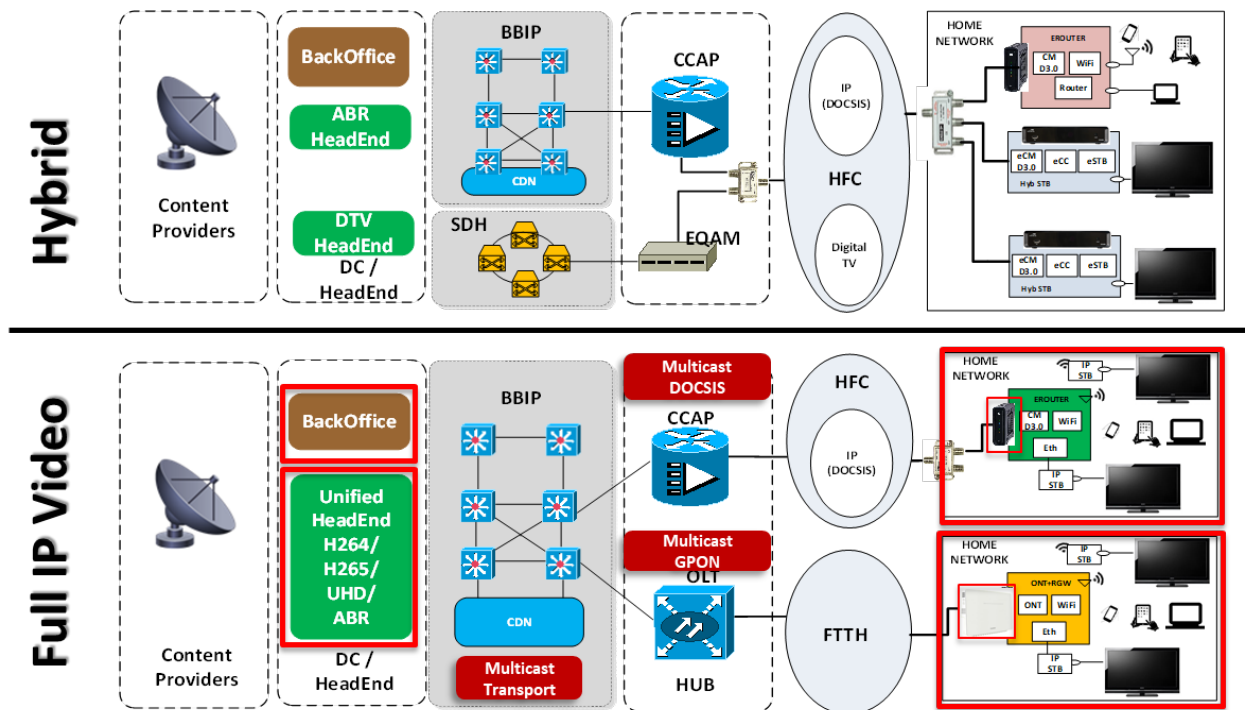 Hybrid
Content
Providers
BackOffice
ABR
HeadEnd
DTV
HeadEnd
DC /
HeadEnd
BBIP
CDN
SDH
CCAP
EQAM
IP
(DOCSIS)
HFC
Digital
TV
HOME
NETWORK
EROUTER
CM
D3.0
WiFi
Router
eCM
D3.0
eCC
eSTB
Hyb STB
eCM
D3.0
eCC
eSTB
Hyb STB
Full IP Video
Content
Providers
BackOffice
Unified
HeadEnd
H264/
H265/
UHD/
ABR
DC /
HeadEnd
BBIP
CDN
Multicast
Transport
Multicast
DOCSIS
CCAP
Multicast
GPON
OLT
HUB
HFC
IP
(DOCSIS)
FTTH
HOME
NETWORK
IP
STB
EROUTER
CM
D3.0
WiFi
Eth
IP
STB
HOME
NETWORK
IP
STB
ONT+RGW
ONT
WiFi
Eth
IP
STB